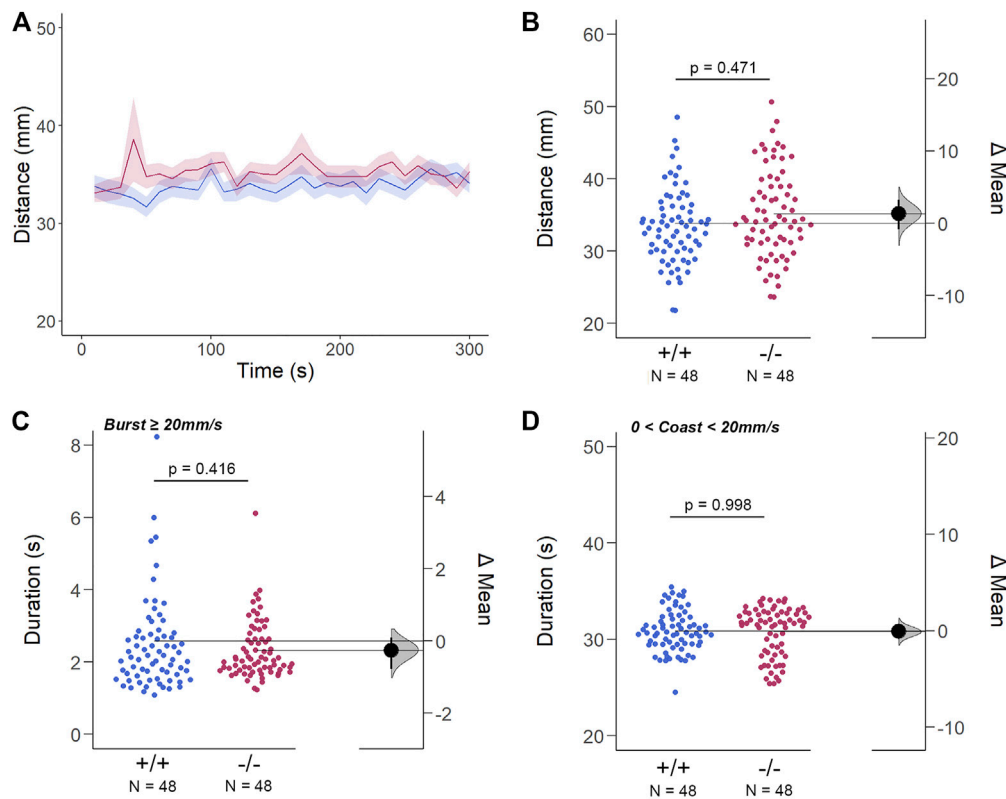 A
50
40
30
20
Distance (mm)
0
100
200
300
Time (s)
B
60
50
40
30
20
Distance (mm)
p = 0.471
20
10
0
-10
Δ Mean
+/+
-/-
N = 48
N = 48
C
Burst ≥ 20mm/s
8
6
4
2
0
Duration (s)
p = 0.416
4
2
0
-2
Δ Mean
+/+
-/-
N = 48
N = 48
D
0 < Coast < 20mm/s
50
40
30
20
Duration (s)
p = 0.998
20
10
0
-10
Δ Mean
+/+
-/-
N = 48
N = 48